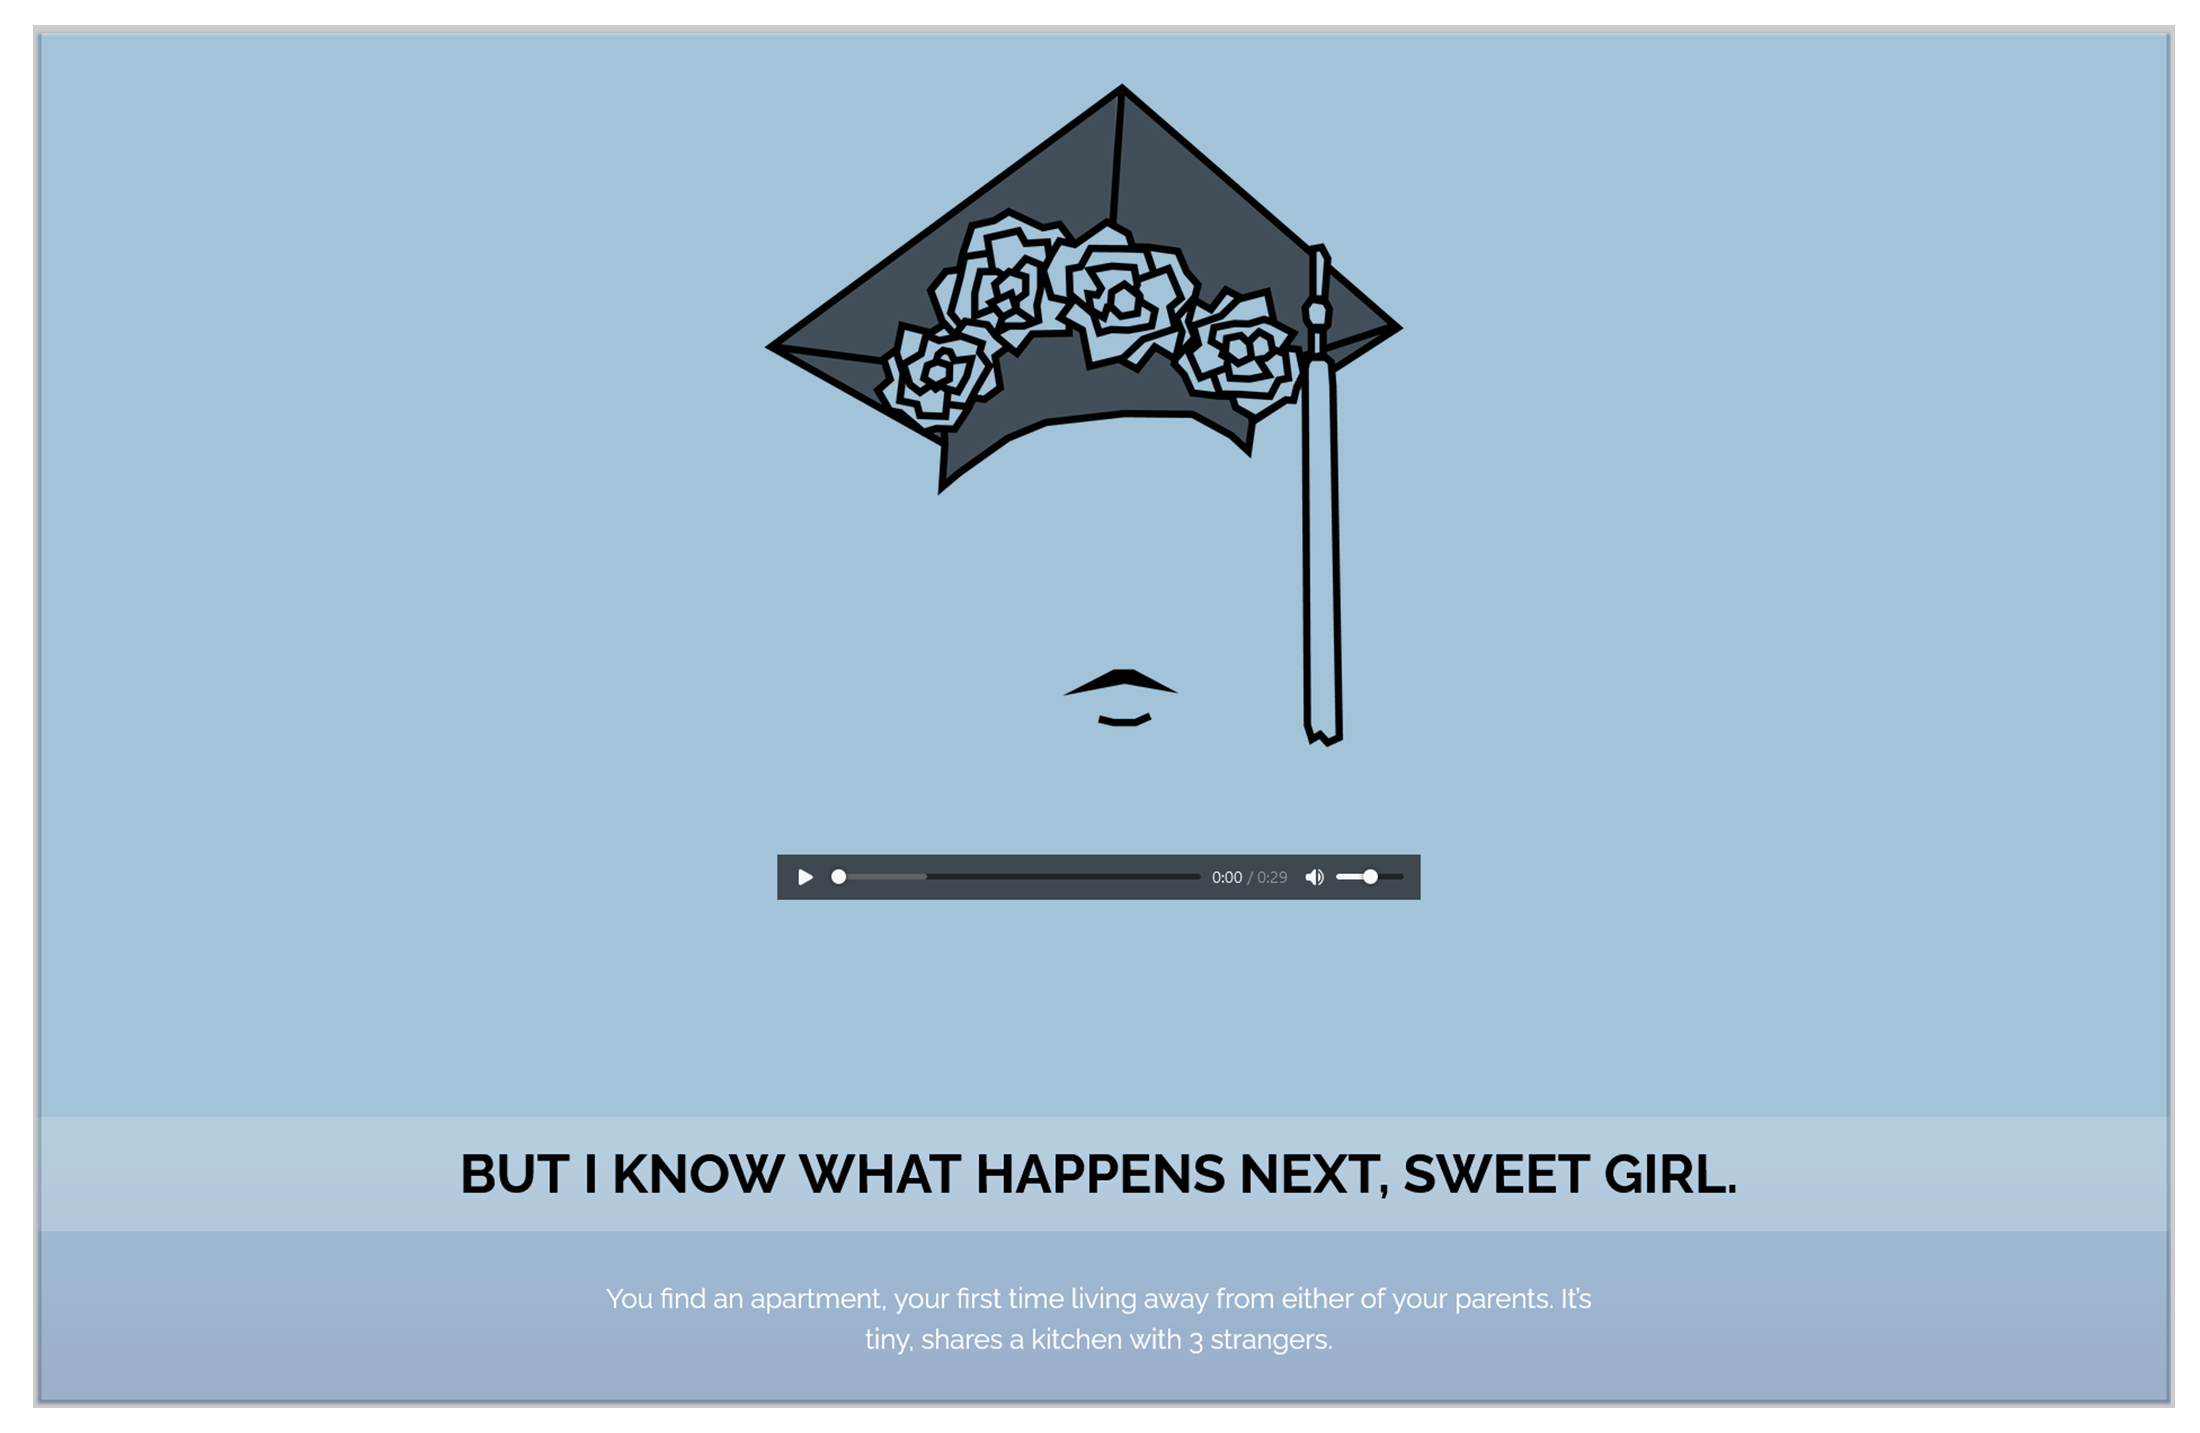 0:00 / 0:29
BUT I KNOW WHAT HAPPENS NEXT, SWEET GIRL.
You find an apartment, your first time living away from either of your parents. It’s
tiny, shares a kitchen with 3 strangers.